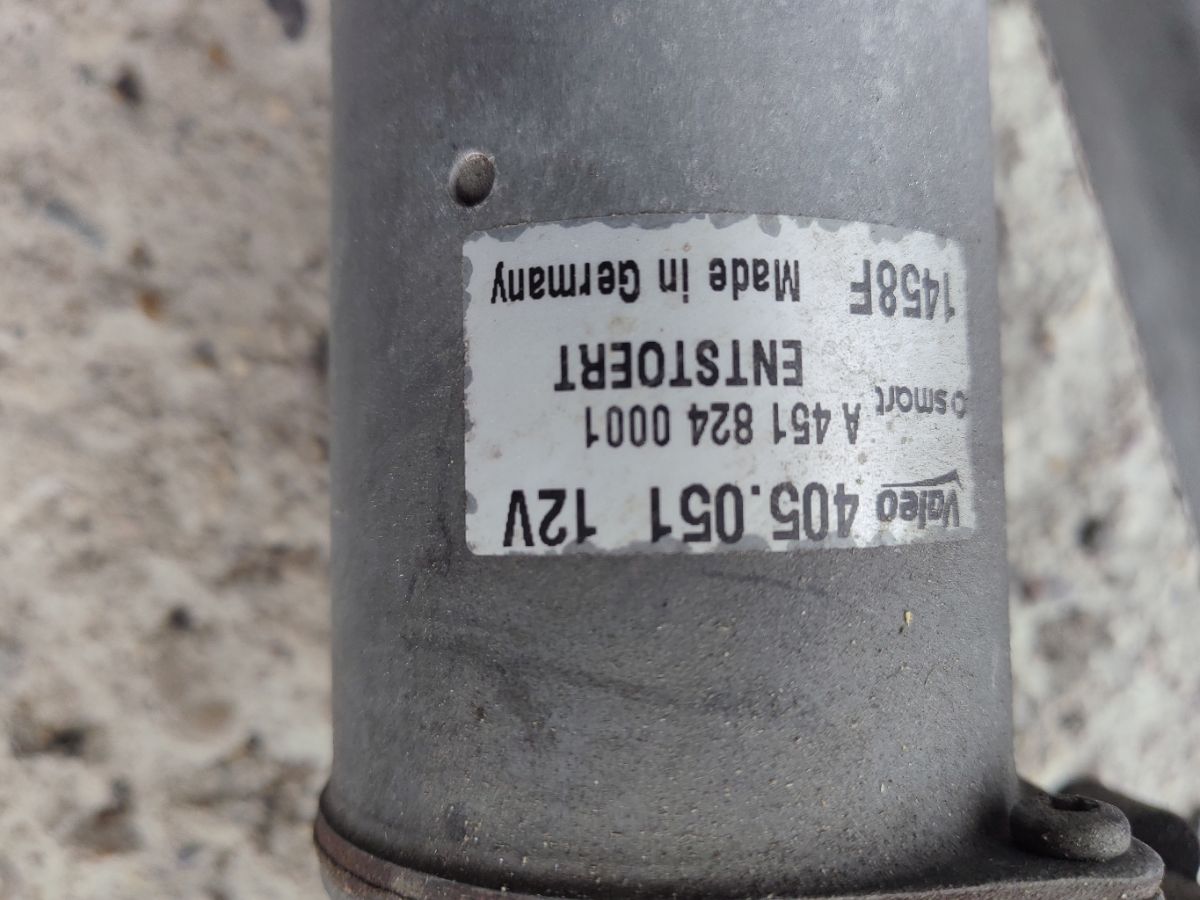 Valeo 405.051 12V
smart A 451 824 0001
ENTSTOERT
1458F Made in Germany